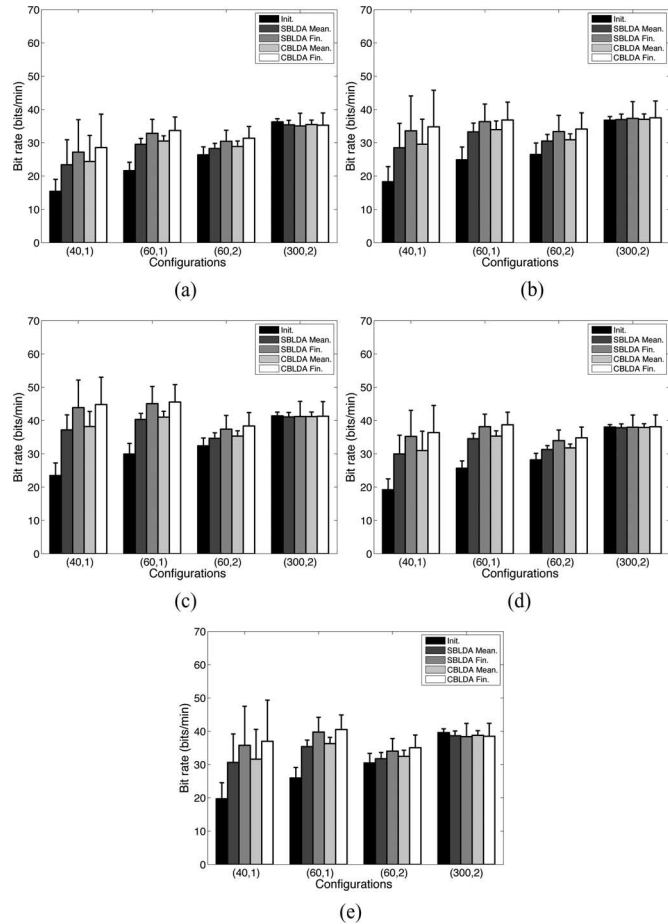 70
60
50
40
30
20
10
0
Bit rate (bits/min)
Init.
SBLDA Mean.
SBLDA Fin.
CBLDA Mean.
CBLDA Fin.
(40,1) (60,1) (60,2) (300,2)
Configurations
(a)
70
60
50
40
30
20
10
0
Bit rate (bits/min)
Init.
SBLDA Mean.
SBLDA Fin.
CBLDA Mean.
CBLDA Fin.
(40,1) (60,1) (60,2) (300,2)
Configurations
(b)
70
60
50
40
30
20
10
0
Bit rate (bits/min)
Init.
SBLDA Mean.
SBLDA Fin.
CBLDA Mean.
CBLDA Fin.
(40,1) (60,1) (60,2) (300,2)
Configurations
(c)
70
60
50
40
30
20
10
0
Bit rate (bits/min)
Init.
SBLDA Mean.
SBLDA Fin.
CBLDA Mean.
CBLDA Fin.
(40,1) (60,1) (60,2) (300,2)
Configurations
(d)
70
60
50
40
30
20
10
0
Bit rate (bits/min)
Init.
SBLDA Mean.
SBLDA Fin.
CBLDA Mean.
CBLDA Fin.
(40,1) (60,1) (60,2) (300,2)
Configurations
(e)